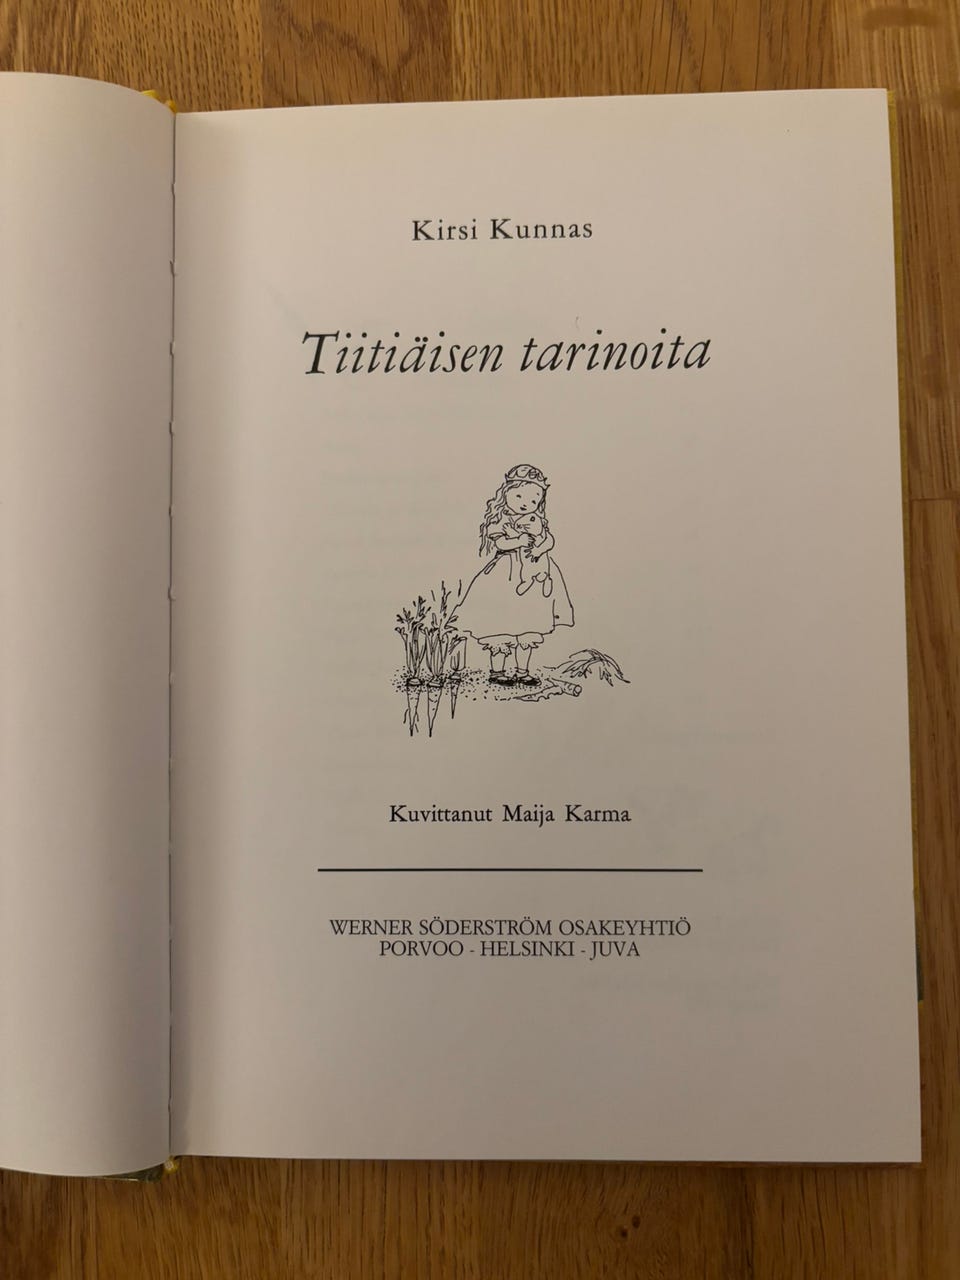 Kirsi Kunnas
Tiitiäisen tarinoita
Kuvittanut Maija Karma
WERNER SÖDERSTRÖM OSAKEYHTIÖ
PORVOO - HELSINKI - JUVA